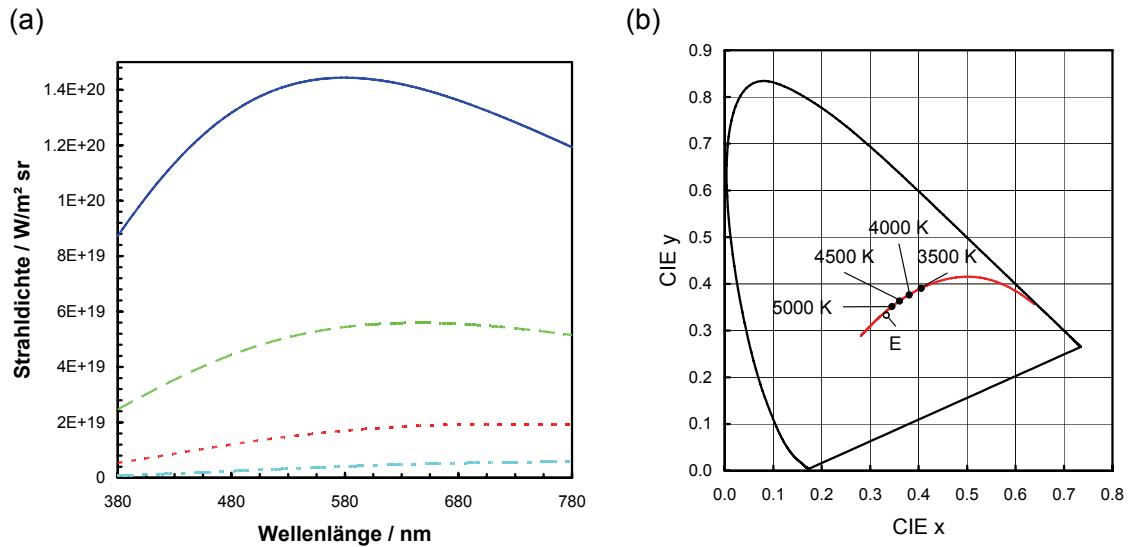 (a)
(b)
Strahldichte / W/m² sr
1.4E+20
1.2E+20
1E+20
8E+19
6E+19
4E+19
2E+19
0
380
480
580
680
780
Wellenlänge / nm
CIE y
0.9
0.8
0.7
0.6
0.5
0.4
0.3
0.2
0.1
0.0
4000 K
4500 K
3500 K
5000 K
E
0.0
0.1
0.2
0.3
0.4
0.5
0.6
0.7
0.8
CIE x